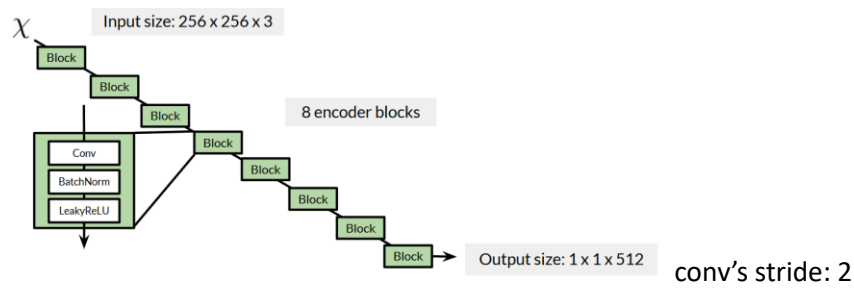 χ
Input size: 256 x 256 x 3
Block
Block
Block
8 encoder blocks
Block
Conv
BatchNorm
LeakyReLU
Block
Block
Block
Block
Output size: 1 x 1 x 512
conv's stride: 2